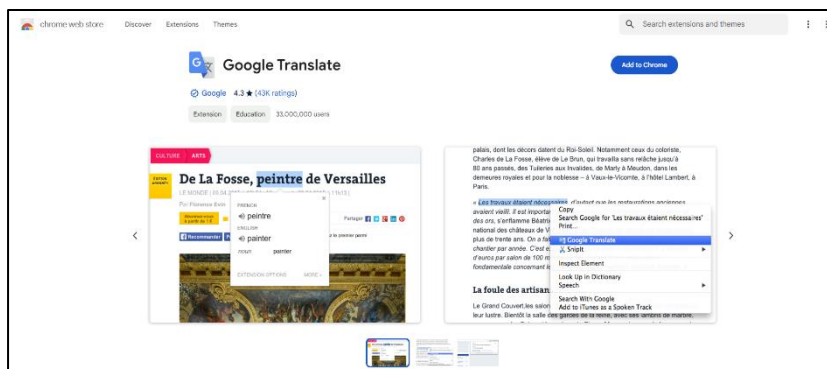 chrome web store
Discover
Extensions
Themes
Search extensions and themes
Google Translate
Add to Chrome
Google 4.3 ★ (43K ratings)
Extension
Education
33,000,000 users
CULTURE
ARTS
De La Fosse, peintre de Versailles
LE MONDE
Par Florence Evin
Partager
Recommander
FRENCH
peintre
ENGLISH
painter
noun painter
EXTENSION OPTIONS
MORE »
palais, dont les décors datent du Roi-Soleil. Notamment ceux du coloriste,
Charles de La Fosse, élève de Le Brun, qui travailla sans relâche jusqu'à
80 ans passés, des Tuileries aux Invalides, de Marly à Meudon, dans les
demeures royales et pour la noblesse – à Vaux-le-Vicomte, à l'hôtel Lambert, à
Paris.
« Les travaux étaient nécessaires, d'autant que les restaurations anciennes
avaient vieilli. Il est important
des ors, s'enflamme Béatrix
national des châteaux de V
plus de trente ans. On a fa
chantier par année. C'est e
d'euros par salon de 100 m
fondamentale concernant l
La foule des artisan
Le Grand Couvert, les salon
leur lustre. Bientôt la salle des gardes de la reine, avec ses lambris de marbre,
Copy
Search Google for 'Les travaux étaient nécessaires'
Print...
Google Translate
Snipit
Inspect Element
Look Up in Dictionary
Speech
Search With Google
Add to iTunes as a Spoken Track